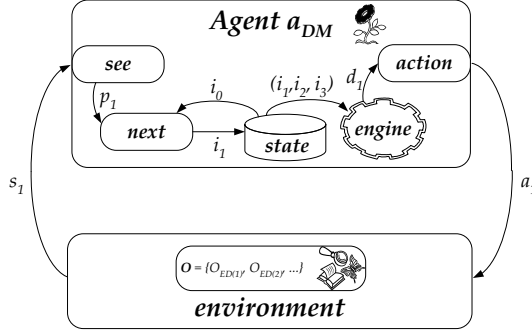 Agent a_DM
see
action
p_1
i_0
(i_1,i_2, i_3)
d_1
next
i_1
state
engine
s_1
a_1
O = {O_ED(1), O_ED(2), ...}
environment